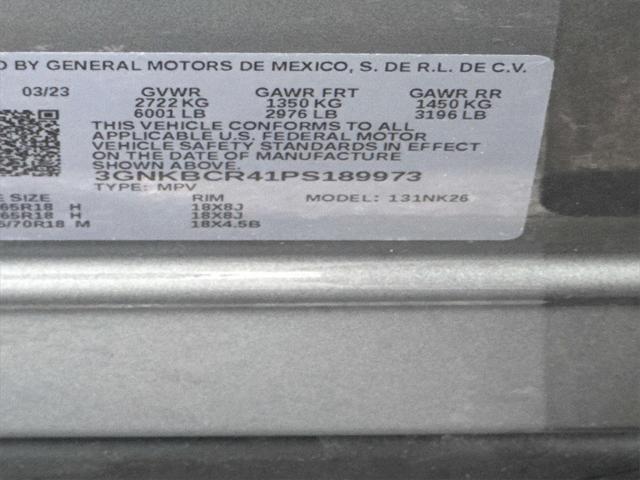 D BY GENERAL MOTORS DE MEXICO, S. DE R.L. DE C.V.
03/23 GVWR GAWR FRT GAWR RR
2722 KG 1350 KG 1450 KG
6001 LB 2976 LB 3196 LB
THIS VEHICLE CONFORMS TO ALL
APPLICABLE U.S. FEDERAL MOTOR
VEHICLE SAFETY STANDARDS IN EFFECT
ON THE DATE OF MANUFACTURE
SHOWN ABOVE.
3GNKBCR41PS189973
TYPE: MPV MODEL: 131NK26
E SIZE RIM
65R18 H 18X8J
65R18 H 18X8J
5/70R18 M 18X4.5B